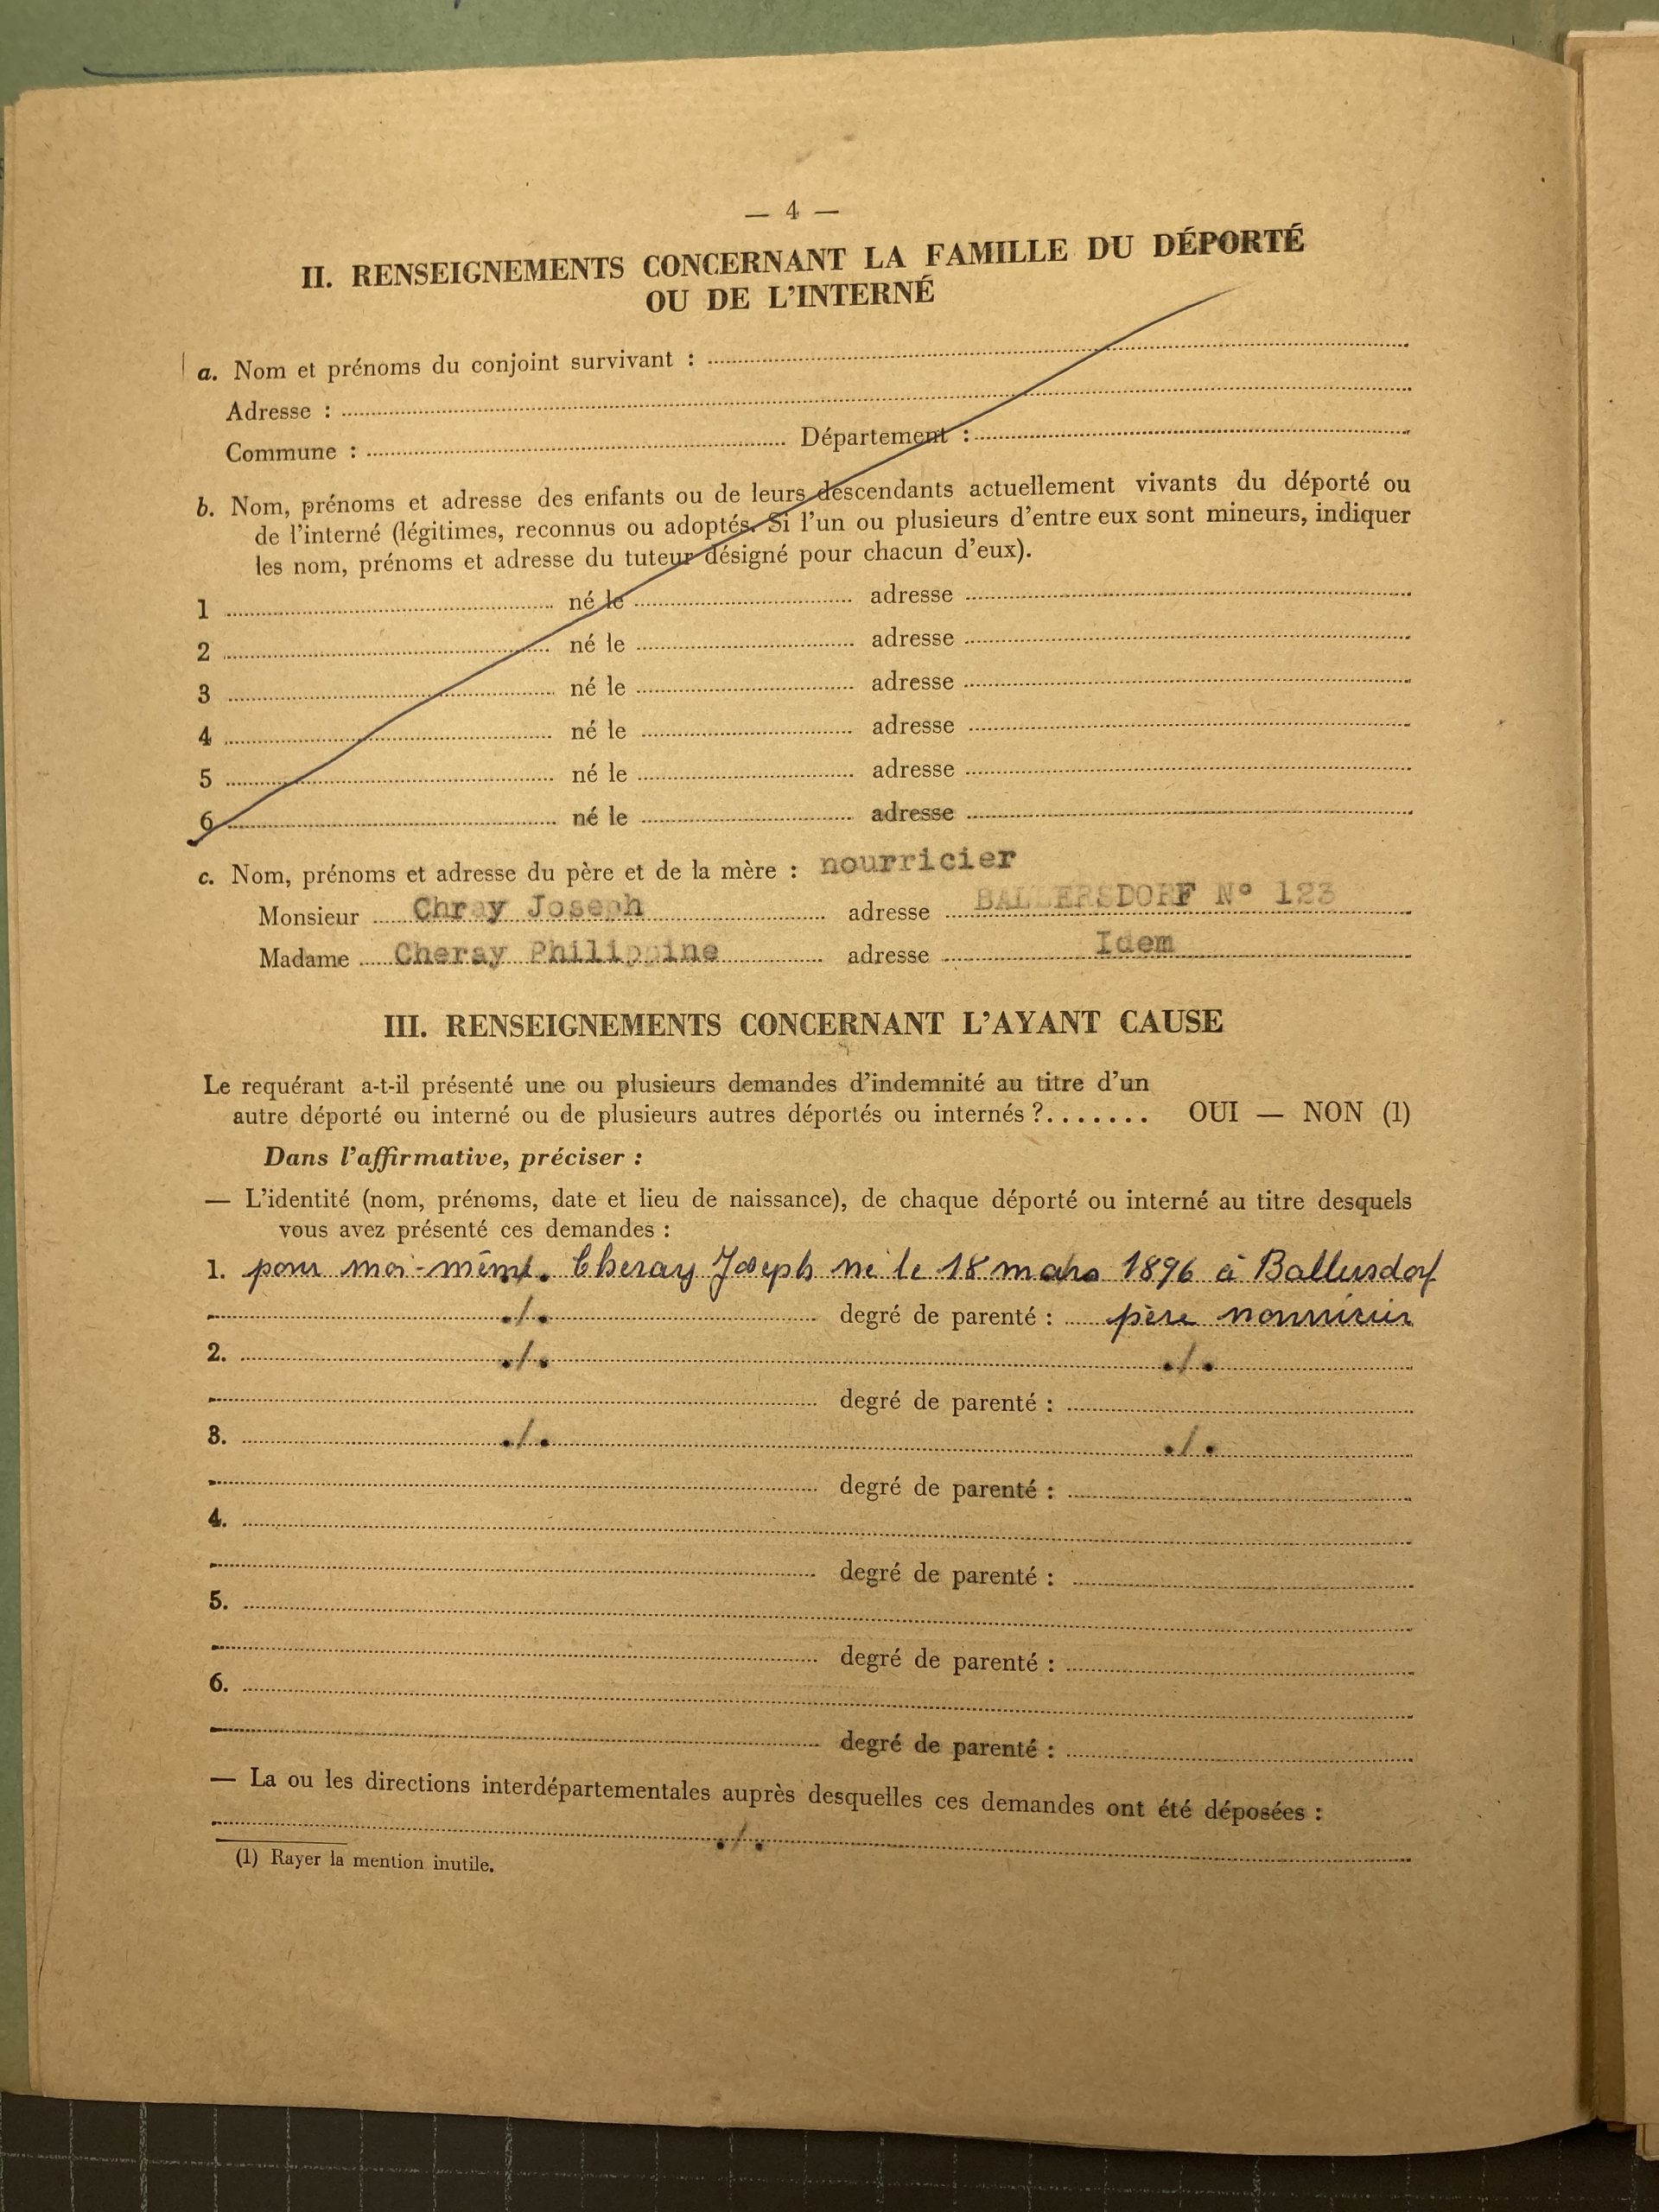 — 4 —
II. RENSEIGNEMENTS CONCERNANT LA FAMILLE DU DÉPORTÉ
OU DE L'INTERNÉ
a. Nom et prénoms du conjoint survivant :
Adresse :
Commune : Département :
b. Nom, prénoms et adresse des enfants ou de leurs descendants actuellement vivants du déporté ou
de l'interné (légitimes, reconnus ou adoptés. Si l'un ou plusieurs d'entre eux sont mineurs, indiquer
les nom, prénoms et adresse du tuteur désigné pour chacun d'eux).
1 né le adresse
2 né le adresse
3 né le adresse
4 né le adresse
5 né le adresse
6 né le adresse
c. Nom, prénoms et adresse du père et de la mère : nourricier
Monsieur Chray Joseph adresse BALLERSDORF N° 123
Madame Cheray Philippine adresse Idem
III. RENSEIGNEMENTS CONCERNANT L'AYANT CAUSE
Le requérant a-t-il présenté une ou plusieurs demandes d'indemnité au titre d'un
autre déporté ou interné ou de plusieurs autres déportés ou internés ?....... OUI — NON (1)
Dans l'affirmative, préciser :
— L'identité (nom, prénoms, date et lieu de naissance), de chaque déporté ou interné au titre desquels
vous avez présenté ces demandes :
1. pour moi-même. Cheray Joseph né le 18 mars 1896 à Ballersdorf
./. degré de parenté : père nourricier
2. ./. ./.
degré de parenté :
3. ./. ./.
degré de parenté :
4.
degré de parenté :
5.
degré de parenté :
6.
degré de parenté :
— La ou les directions interdépartementales auprès desquelles ces demandes ont été déposées :
./.
(1) Rayer la mention inutile.